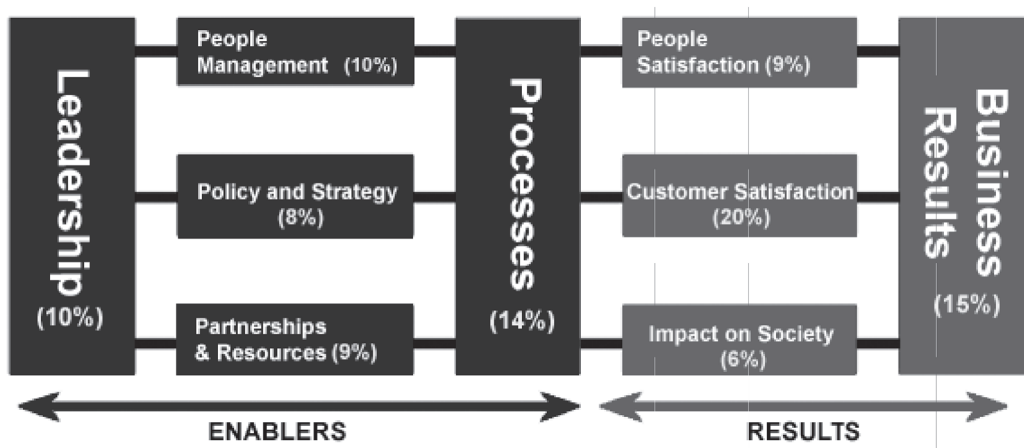 Leadership
(10%)
People
Management (10%)
Policy and Strategy
(8%)
Partnerships
& Resources (9%)
Processes
(14%)
People
Satisfaction (9%)
Customer Satisfaction
(20%)
Impact on Society
(6%)
Business
Results
(15%)
ENABLERS
RESULTS